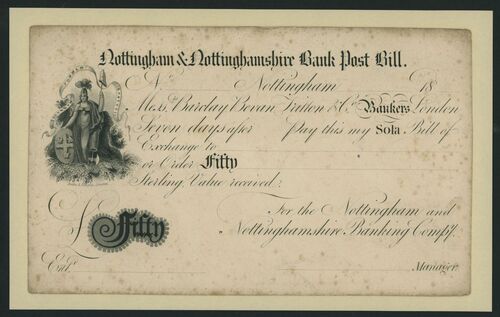 Nottingham & Nottinghamshire Bank Post Bill.
No. Nottingham 18
Messrs. Barclay Bevan Tritton & Co. Bankers London
Seven days after Pay this my Sola Bill of
Exchange to
or Order Fifty
Sterling Value received:
For the Nottingham and
£ Fifty Nottinghamshire Banking Compy.
Entd. Manager.